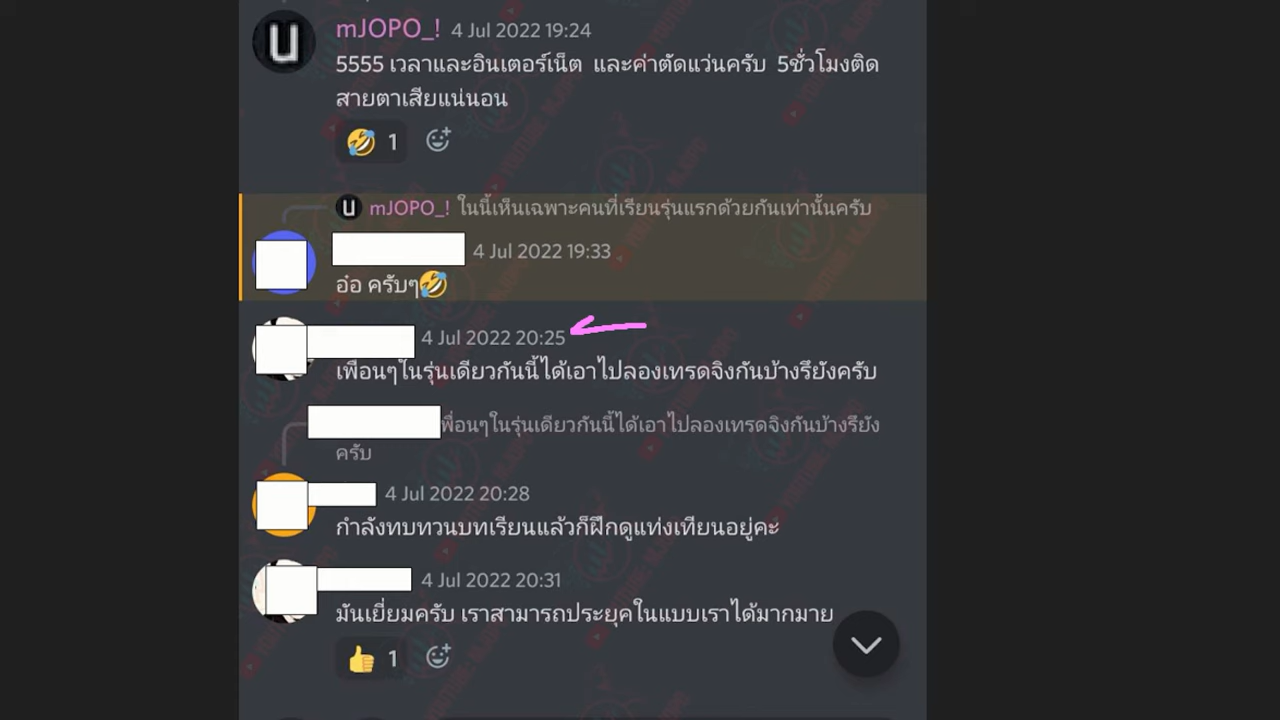 mJOPO_! 4 Jul 2022 19:24
5555 เวลาและอินเตอร์เน็ต และค่าตัดแว่นครับ 5ชั่วโมงติด
สายตาเสียแน่นอน
🤣 1
mJOPO_! ในนี้เห็นเฉพาะคนที่เรียนรุ่นแรกด้วยกันเท่านั้นครับ
4 Jul 2022 19:33
อ๋อ ครับๆ🤣
4 Jul 2022 20:25
เพื่อนๆในรุ่นเดียวกันนี้ได้เอาไปลองเทรดจิงกันบ้างรึยังครับ
พื่อนๆในรุ่นเดียวกันนี้ได้เอาไปลองเทรดจิงกันบ้างรึยัง
ครับ
4 Jul 2022 20:28
กำลังทบทวนบทเรียนแล้วก็ฝึกดูแท่งเทียนอยู่คะ
4 Jul 2022 20:31
มันเยี่ยมครับ เราสามารถประยุคในแบบเราได้มากมาย
👍 1